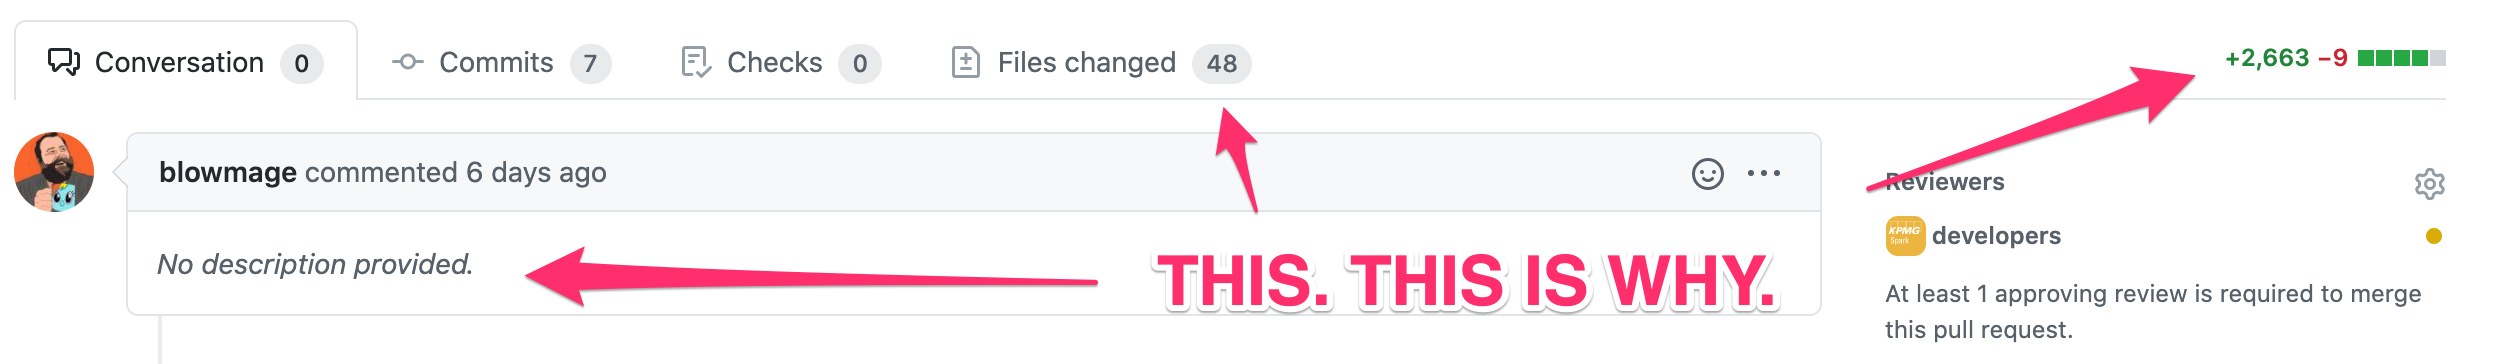 Conversation 0 Commits 7 Checks 0 Files changed 48 +2,663 −9
blowmage commented 6 days ago
No description provided.
THIS. THIS IS WHY.
Reviewers
KPMG
Spark
developers
At least 1 approving review is required to merge
this pull request.